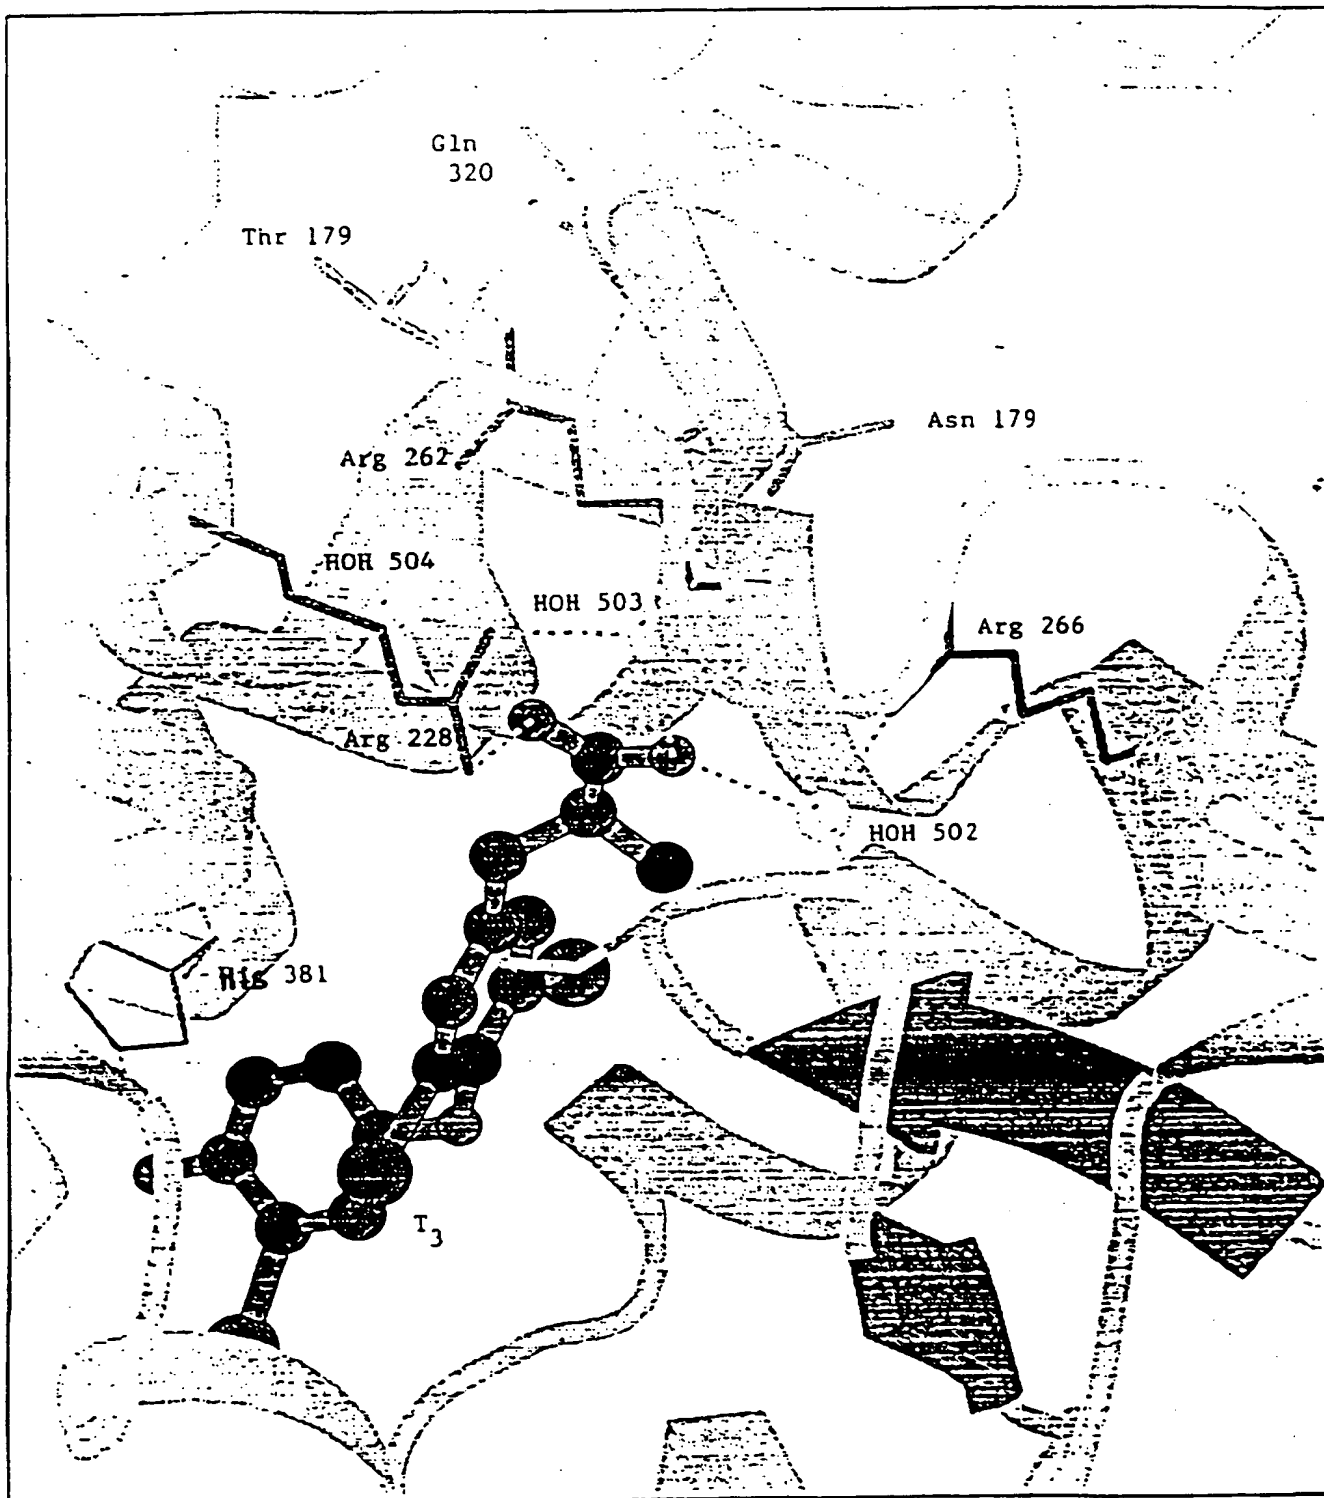 Gln
320
Thr 179
Asn 179
Arg 262
HOH 504
HOH 503
Arg 266
Arg 228
HOH 502
His 381
T3